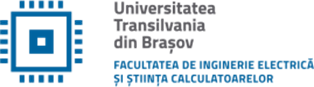 Universitatea
Transilvania
din Brașov
FACULTATEA DE INGINERIE ELECTRICĂ
ȘI ȘTIINȚA CALCULATOARELOR